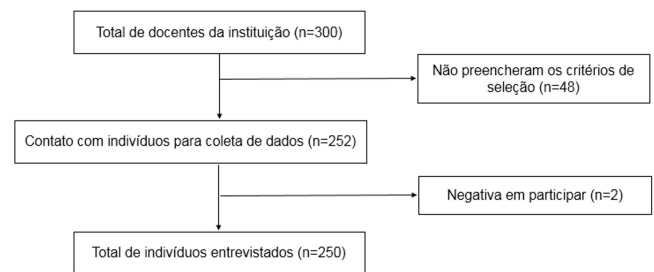 Total de docentes da instituição (n=300)
Não preencheram os critérios de
seleção (n=48)
Contato com indivíduos para coleta de dados (n=252)
Negativa em participar (n=2)
Total de indivíduos entrevistados (n=250)